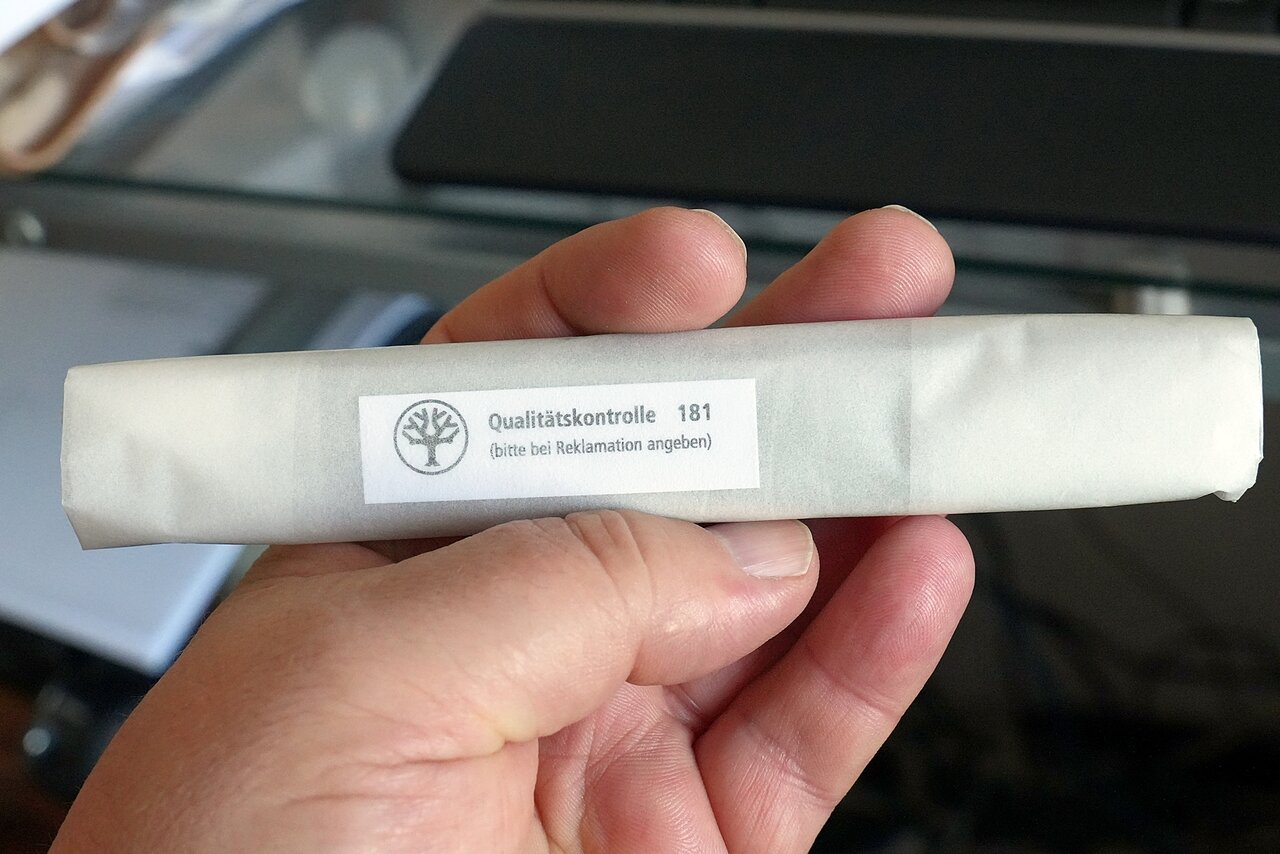 Qualitätskontrolle 181
(bitte bei Reklamation angeben)